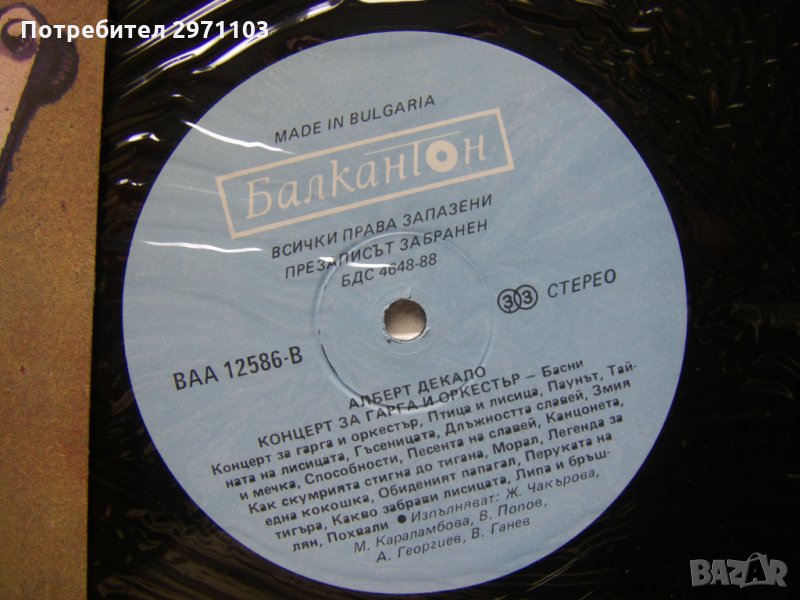 Потребител 2971103
MADE IN BULGARIA
Балкантон
ВСИЧКИ ПРАВА ЗАПАЗЕНИ
ПРЕЗАПИСЪТ ЗАБРАНЕН
БДС 4648-88
33 СТЕРЕО
ВАА 12586-В
АЛБЕРТ ДЕКАЛО
КОНЦЕРТ ЗА ГАРГА И ОРКЕСТЪР – Басни
Концерт за гарга и оркестър, Птица и лисица, Паунът, Тай-
ната на лисицата, Гъсеницата, Длъжността славей, Змия
и мечка, Способности, Песента на славей, Канцонета,
Как скумрията стигна до тигана, Морал, Легенда за
една кокошка, Обиденият папагал, Перуката на
тигъра, Какво забрави лисицата, Липа и бръш-
лян, Похвали ● Изпълняват: Ж. Чакърова,
М. Караламбова, В. Попов,
А. Георгиев, В. Ганев
BAZAR